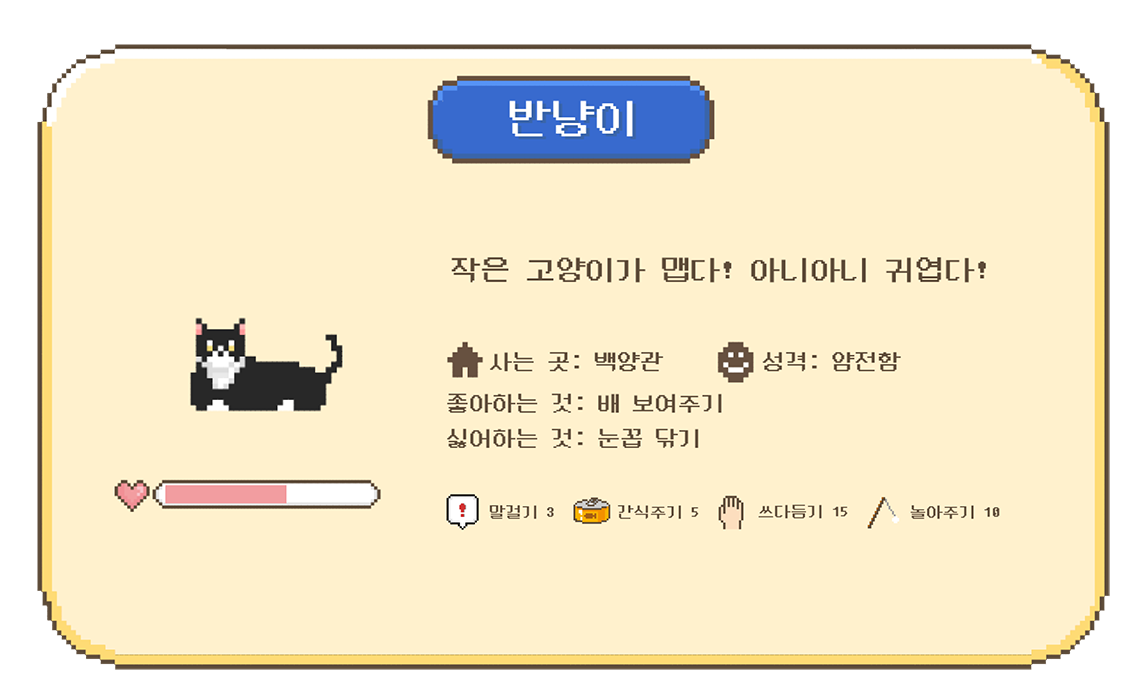 반냥이
작은 고양이가 맵다! 아니아니 귀엽다!
사는 곳: 백양관 성격: 얌전함
좋아하는 것: 배 보여주기
싫어하는 것: 눈꼽 닦기
말걸기 3 간식주기 5 쓰다듬기 15 놀아주기 10